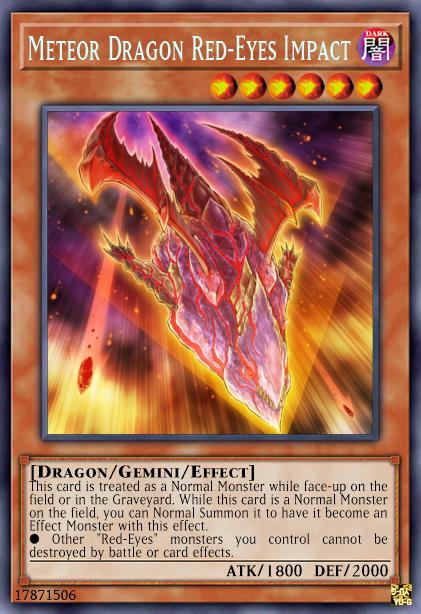 METEOR DRAGON RED-EYES IMPACT
DARK
闇
[DRAGON/GEMINI/EFFECT]
This card is treated as a Normal Monster while face-up on the
field or in the Graveyard. While this card is a Normal Monster
on the field, you can Normal Summon it to have it become an
Effect Monster with this effect.
● Other "Red-Eyes" monsters you control cannot be
destroyed by battle or card effects.
ATK/1800 DEF/2000
17871506